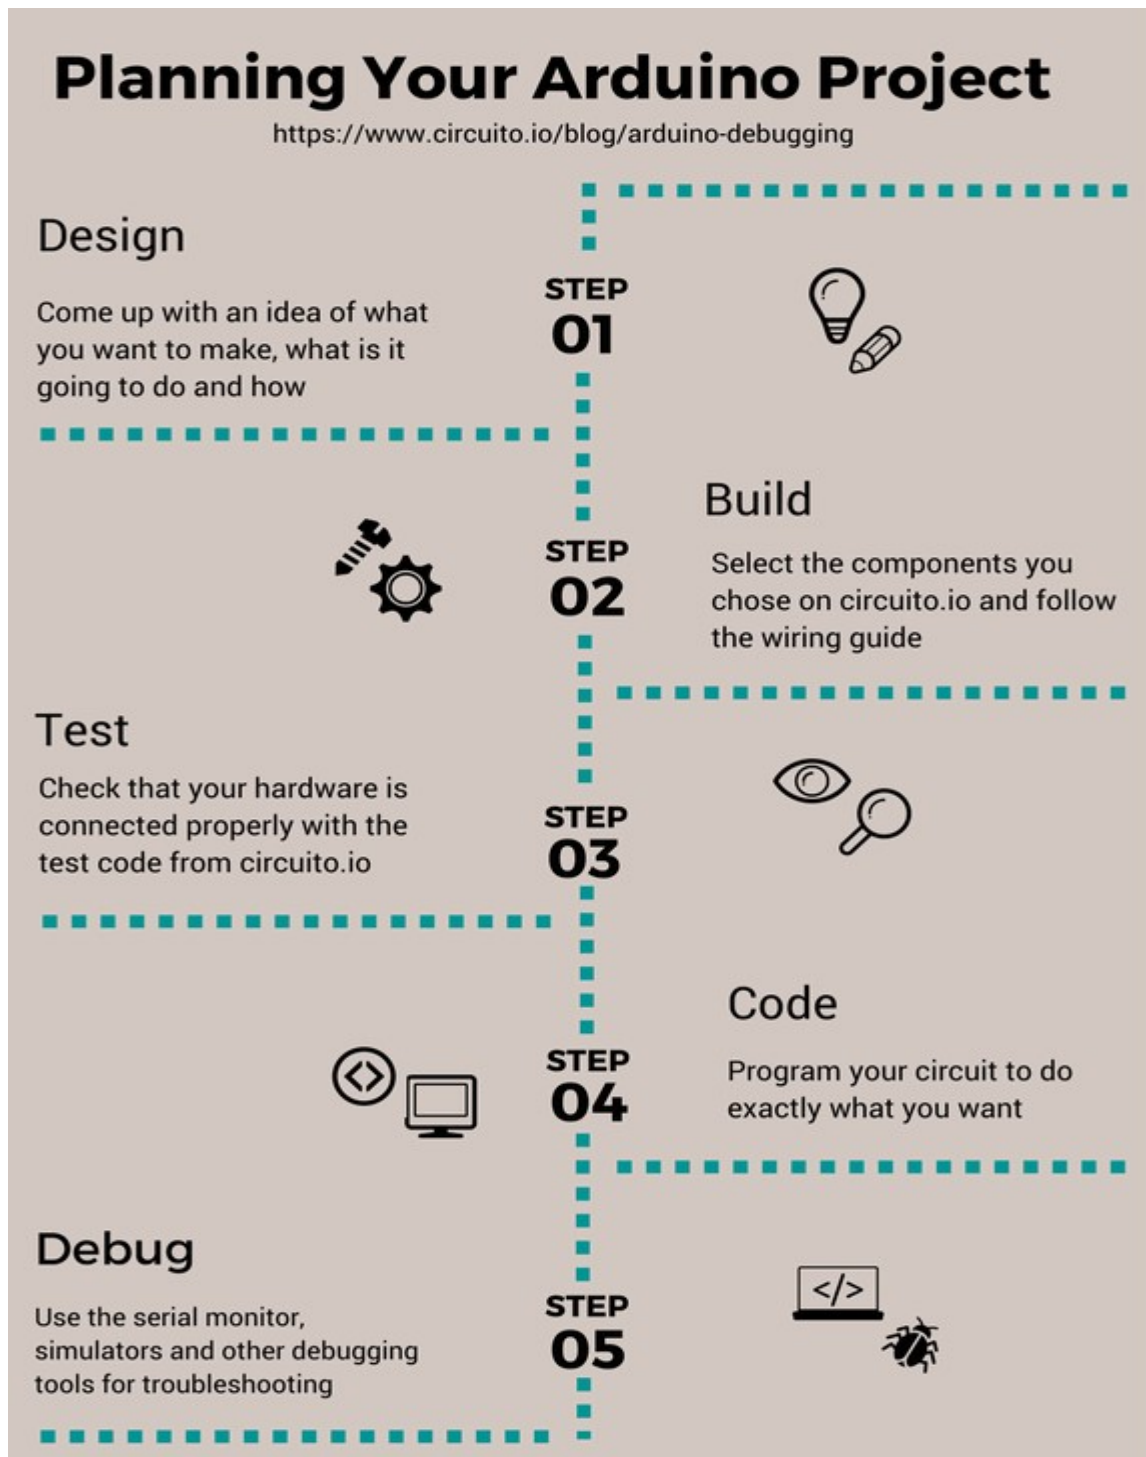 Planning Your Arduino Project
https://www.circuito.io/blog/arduino-debugging
Design
Come up with an idea of what
you want to make, what is it
going to do and how
STEP
01
Build
Select the components you
chose on circuito.io and follow
the wiring guide
STEP
02
Test
Check that your hardware is
connected properly with the
test code from circuito.io
STEP
03
Code
Program your circuit to do
exactly what you want
STEP
04
Debug
Use the serial monitor,
simulators and other debugging
tools for troubleshooting
STEP
05